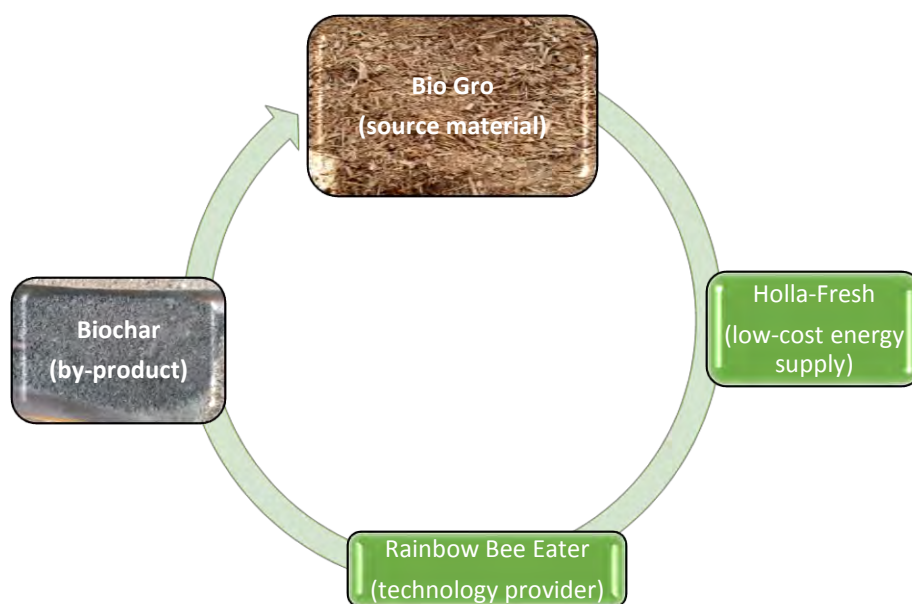 Bio Gro
(source material)
Holla-Fresh
(low-cost energy
supply)
Rainbow Bee Eater
(technology provider)
Biochar
(by-product)